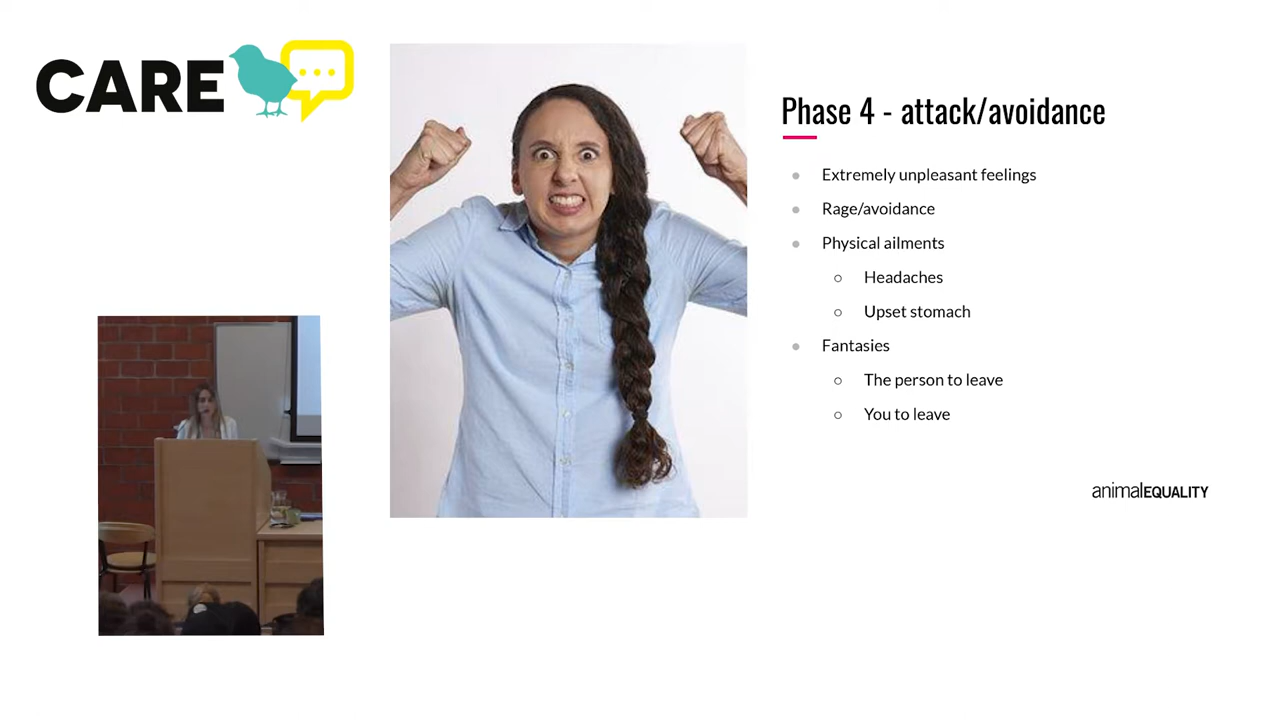 CARE
Phase 4 - attack/avoidance
Extremely unpleasant feelings
Rage/avoidance
Physical ailments
Headaches
Upset stomach
Fantasies
The person to leave
You to leave
animalEQUALITY